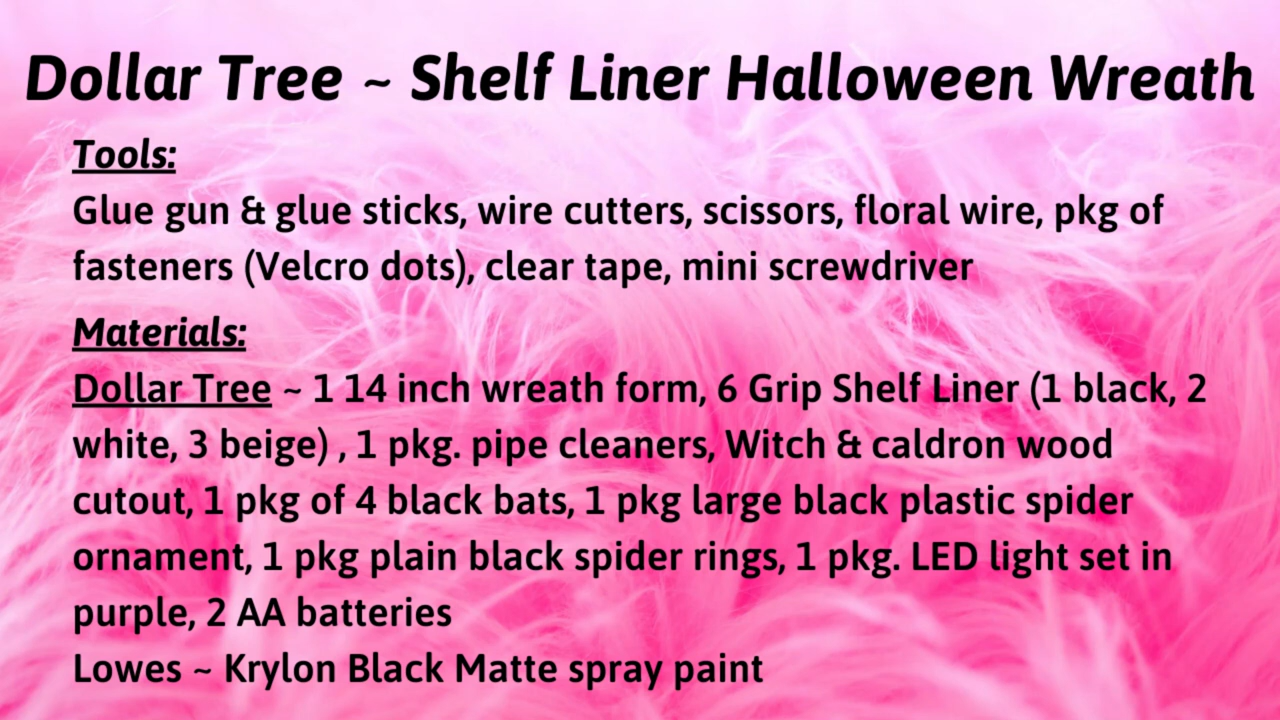 Dollar Tree ~ Shelf Liner Halloween Wreath
Tools:
Glue gun & glue sticks, wire cutters, scissors, floral wire, pkg of
fasteners (Velcro dots), clear tape, mini screwdriver
Materials:
Dollar Tree ~ 1 14 inch wreath form, 6 Grip Shelf Liner (1 black, 2
white, 3 beige) , 1 pkg. pipe cleaners, Witch & caldron wood
cutout, 1 pkg of 4 black bats, 1 pkg large black plastic spider
ornament, 1 pkg plain black spider rings, 1 pkg. LED light set in
purple, 2 AA batteries
Lowes ~ Krylon Black Matte spray paint